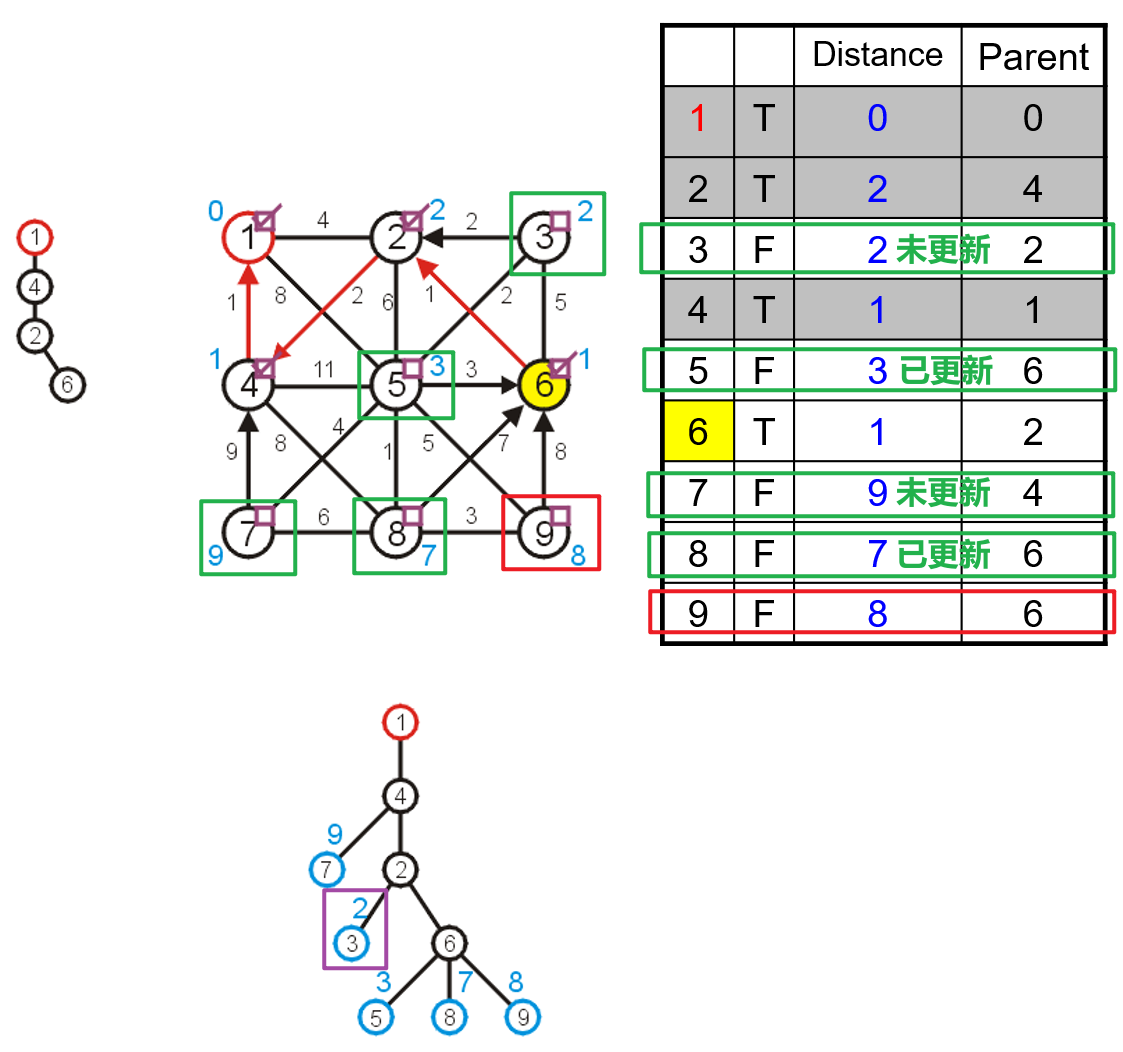 Distance Parent
1 T 0 0
2 T 2 4
3 F 2 未更新 2
4 T 1 1
5 F 3 已更新 6
6 T 1 2
7 F 9 未更新 4
8 F 7 已更新 6
9 F 8 6
1
4
2
6
0 1 4 2 2 2 3 2
1 8 2 6 1 2 5
1 4 11 5 3 3 6 1
9 8 4 1 5 7 8
9 7 6 8 7 3 9 8
1
4
9
7 2
2
3 6
3 7 8
5 8 9